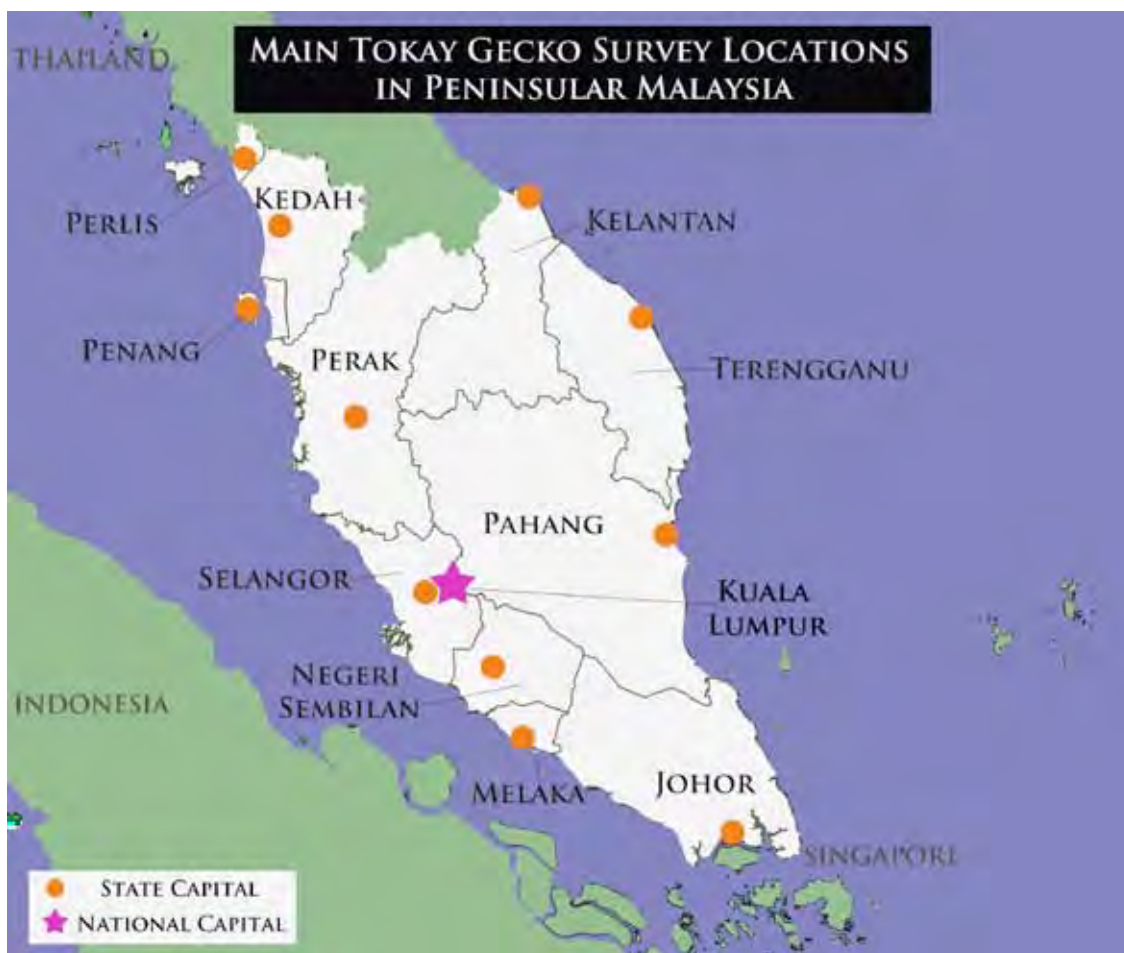 THAILAND
MAIN TOKAY GECKO SURVEY LOCATIONS
IN PENINSULAR MALAYSIA
KEDAH
PERLIS
KELANTAN
PENANG
PERAK
TERENGGANU
PAHANG
SELANGOR
KUALA
LUMPUR
NEGERI
SEMBILAN
INDONESIA
MELAKA
JOHOR
SINGAPORE
STATE CAPITAL
NATIONAL CAPITAL